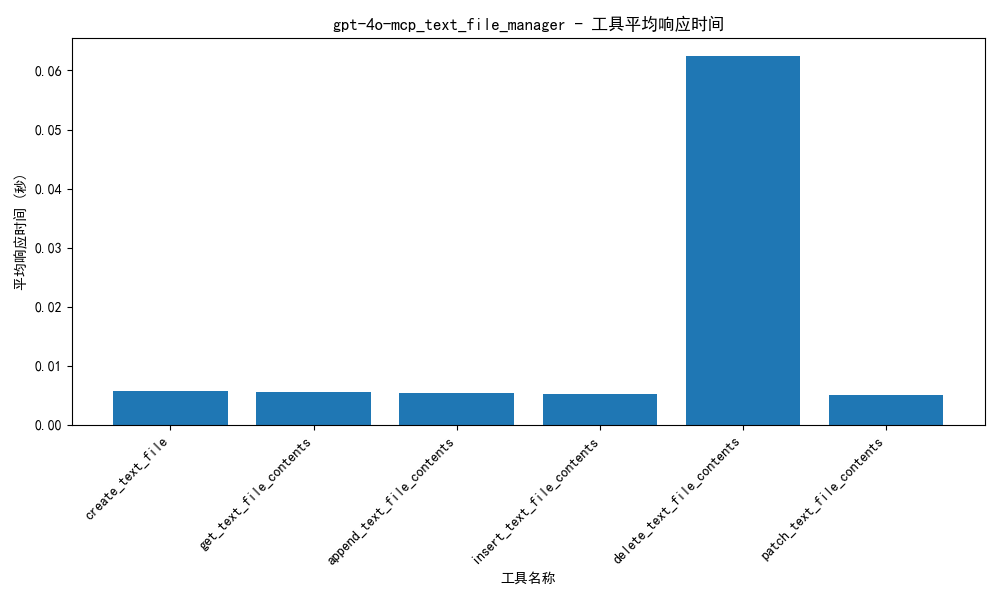 gpt-4o-mcp_text_file_manager - 工具平均响应时间
平均响应时间 (秒)
0.06
0.05
0.04
0.03
0.02
0.01
0.00
create_text_file
get_text_file_contents
append_text_file_contents
insert_text_file_contents
delete_text_file_contents
patch_text_file_contents
工具名称